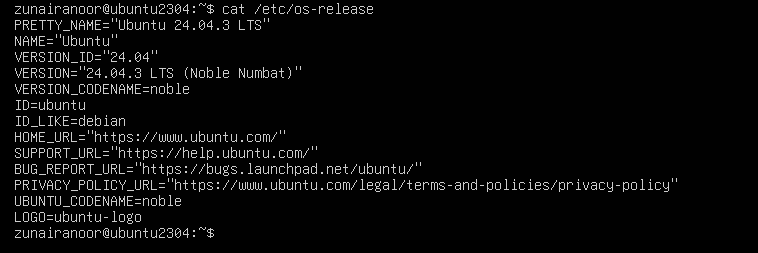 zunairanoor@ubuntu2304:~$ cat /etc/os-release
PRETTY_NAME="Ubuntu 24.04.3 LTS"
NAME="Ubuntu"
VERSION_ID="24.04"
VERSION="24.04.3 LTS (Noble Numbat)"
VERSION_CODENAME=noble
ID=ubuntu
ID_LIKE=debian
HOME_URL="https://www.ubuntu.com/"
SUPPORT_URL="https://help.ubuntu.com/"
BUG_REPORT_URL="https://bugs.launchpad.net/ubuntu/"
PRIVACY_POLICY_URL="https://www.ubuntu.com/legal/terms-and-policies/privacy-policy"
UBUNTU_CODENAME=noble
LOGO=ubuntu-logo
zunairanoor@ubuntu2304:~$